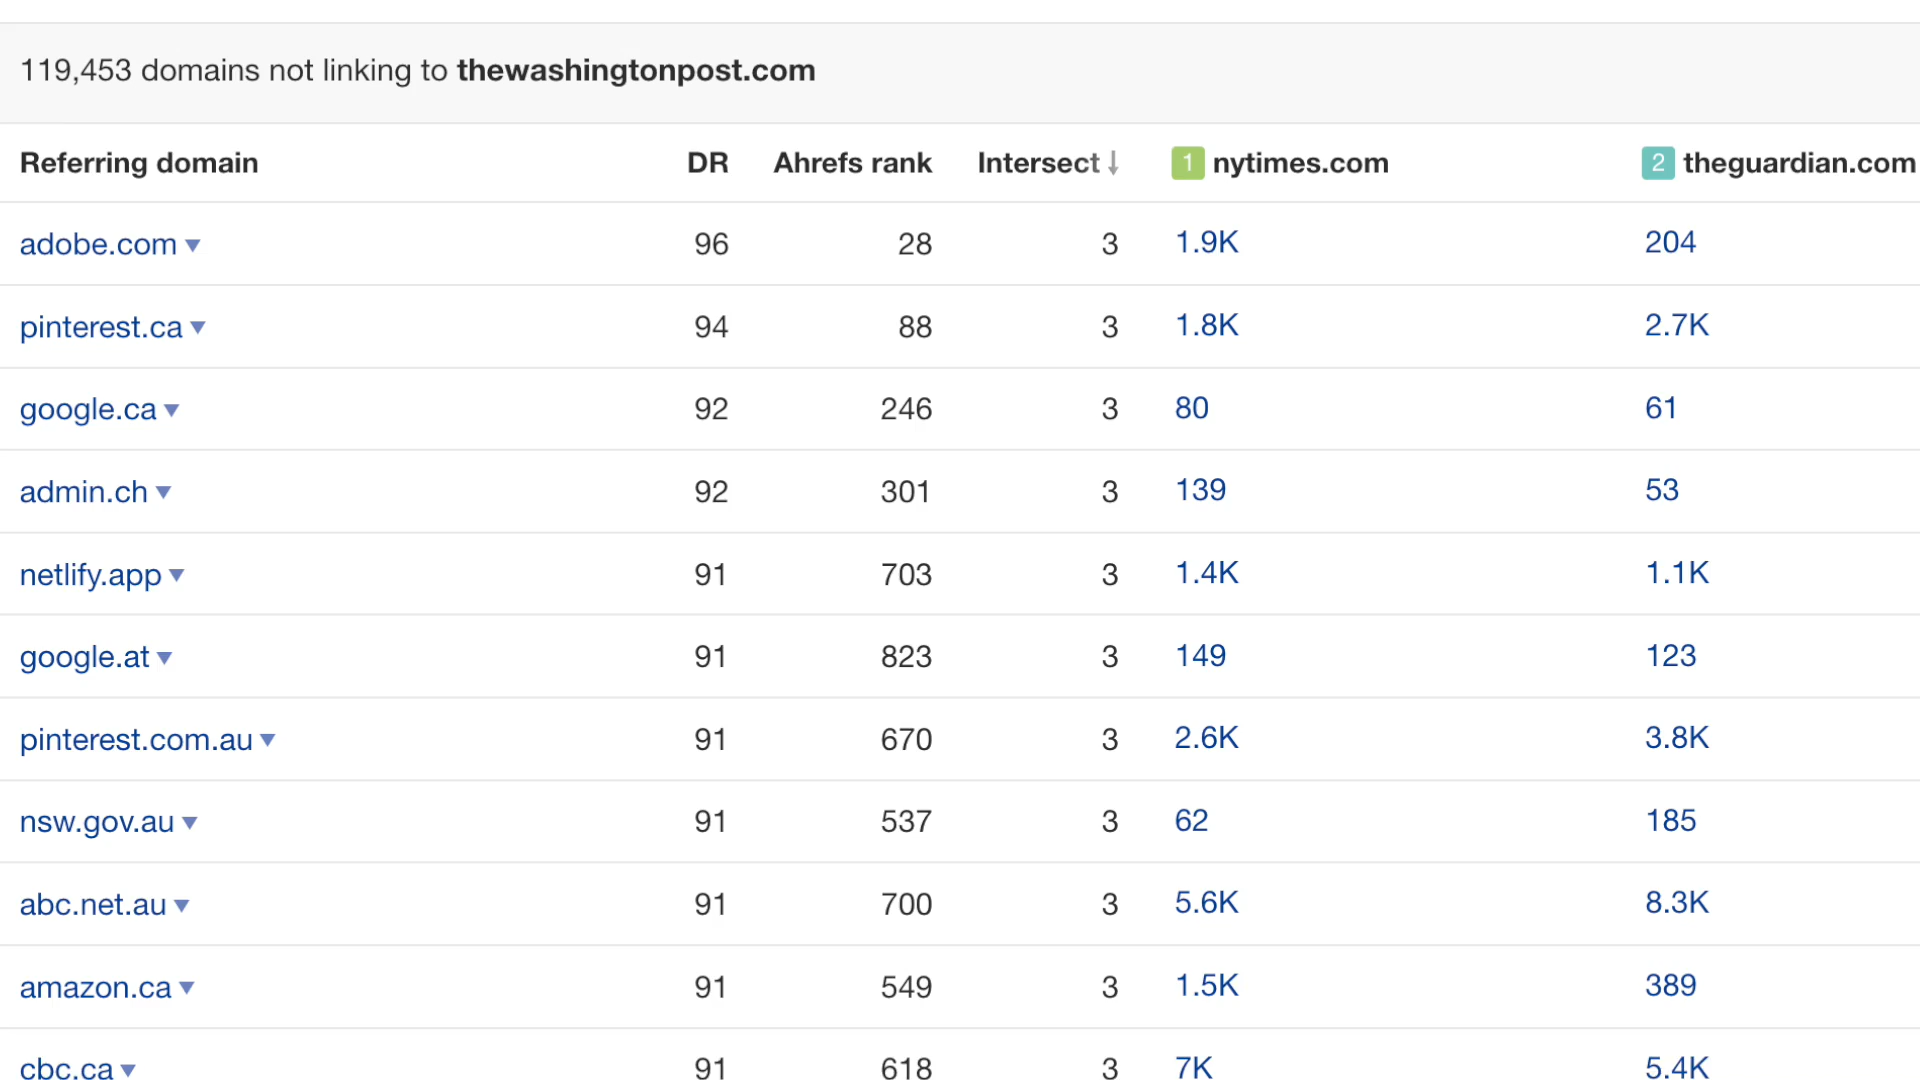 119,453 domains not linking to thewashingtonpost.com
Referring domain DR Ahrefs rank Intersect↓ 1 nytimes.com 2 theguardian.com
adobe.com 96 28 3 1.9K 204
pinterest.ca 94 88 3 1.8K 2.7K
google.ca 92 246 3 80 61
admin.ch 92 301 3 139 53
netlify.app 91 703 3 1.4K 1.1K
google.at 91 823 3 149 123
pinterest.com.au 91 670 3 2.6K 3.8K
nsw.gov.au 91 537 3 62 185
abc.net.au 91 700 3 5.6K 8.3K
amazon.ca 91 549 3 1.5K 389
cbc.ca 91 618 3 7K 5.4K